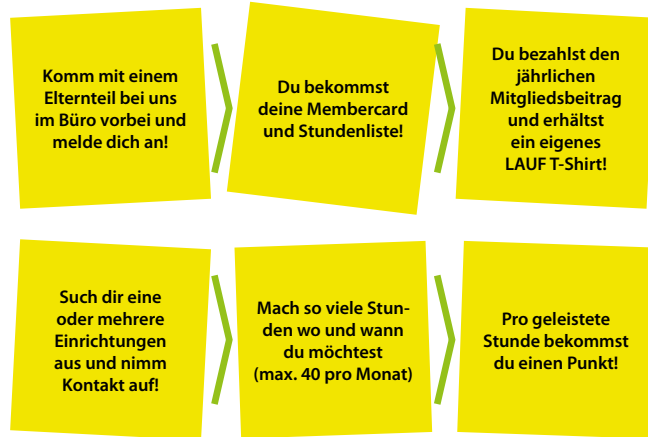 Komm mit einem
Elternteil bei uns
im Büro vorbei und
melde dich an!
Du bekommst
deine Membercard
und Stundenliste!
Du bezahlst den
jährlichen
Mitgliedsbeitrag
und erhältst
ein eigenes
LAUF T-Shirt!
Such dir eine
oder mehrere
Einrichtungen
aus und nimm
Kontakt auf!
Mach so viele Stun-
den wo und wann
du möchtest
(max. 40 pro Monat)
Pro geleistete
Stunde bekommst
du einen Punkt!